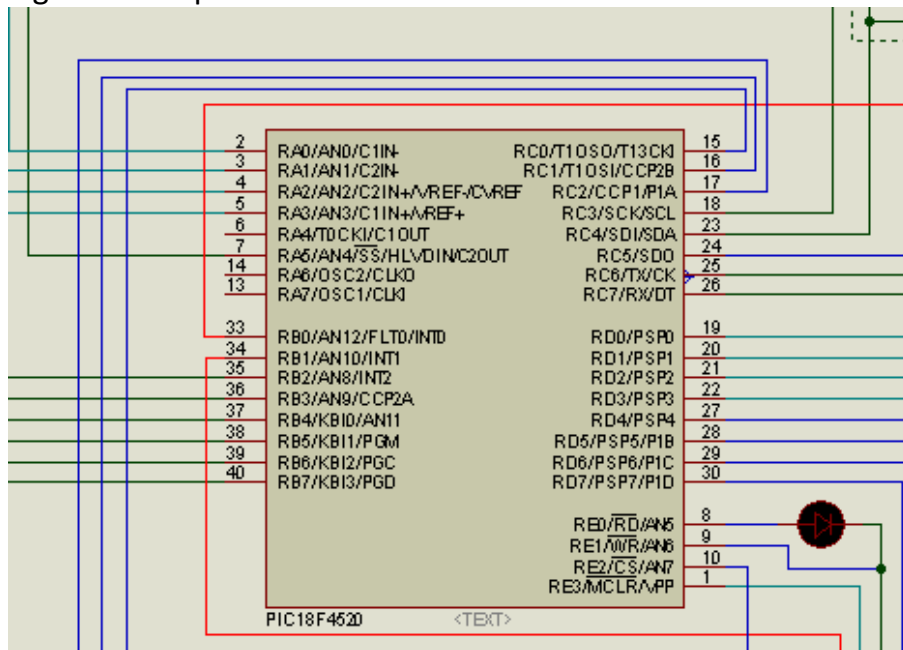 2 RA0/AN0/C1IN-
3 RA1/AN1/C2IN-
4 RA2/AN2/C2IN+/VREF-/CVREF
5 RA3/AN3/C1IN+/VREF+
6 RA4/T0CKI/C1OUT
7 RA5/AN4/SS/HLVDIN/C2OUT
14 RA6/OSC2/CLKO
13 RA7/OSC1/CLKI
33 RB0/AN12/FLT0/INT0
34 RB1/AN10/INT1
35 RB2/AN8/INT2
36 RB3/AN9/CCP2A
37 RB4/KBI0/AN11
38 RB5/KBI1/PGM
39 RB6/KBI2/PGC
40 RB7/KBI3/PGD
RC0/T1OSO/T13CKI 15
RC1/T1OSI/CCP2B 16
RC2/CCP1/P1A 17
RC3/SCK/SCL 18
RC4/SDI/SDA 23
RC5/SDO 24
RC6/TX/CK 25
RC7/RX/DT 26
RD0/PSP0 19
RD1/PSP1 20
RD2/PSP2 21
RD3/PSP3 22
RD4/PSP4 27
RD5/PSP5/P1B 28
RD6/PSP6/P1C 29
RD7/PSP7/P1D 30
RE0/RD/AN5 8
RE1/WR/AN6 9
RE2/CS/AN7 10
RE3/MCLR/VPP 1
PIC18F4520 <TEXT>